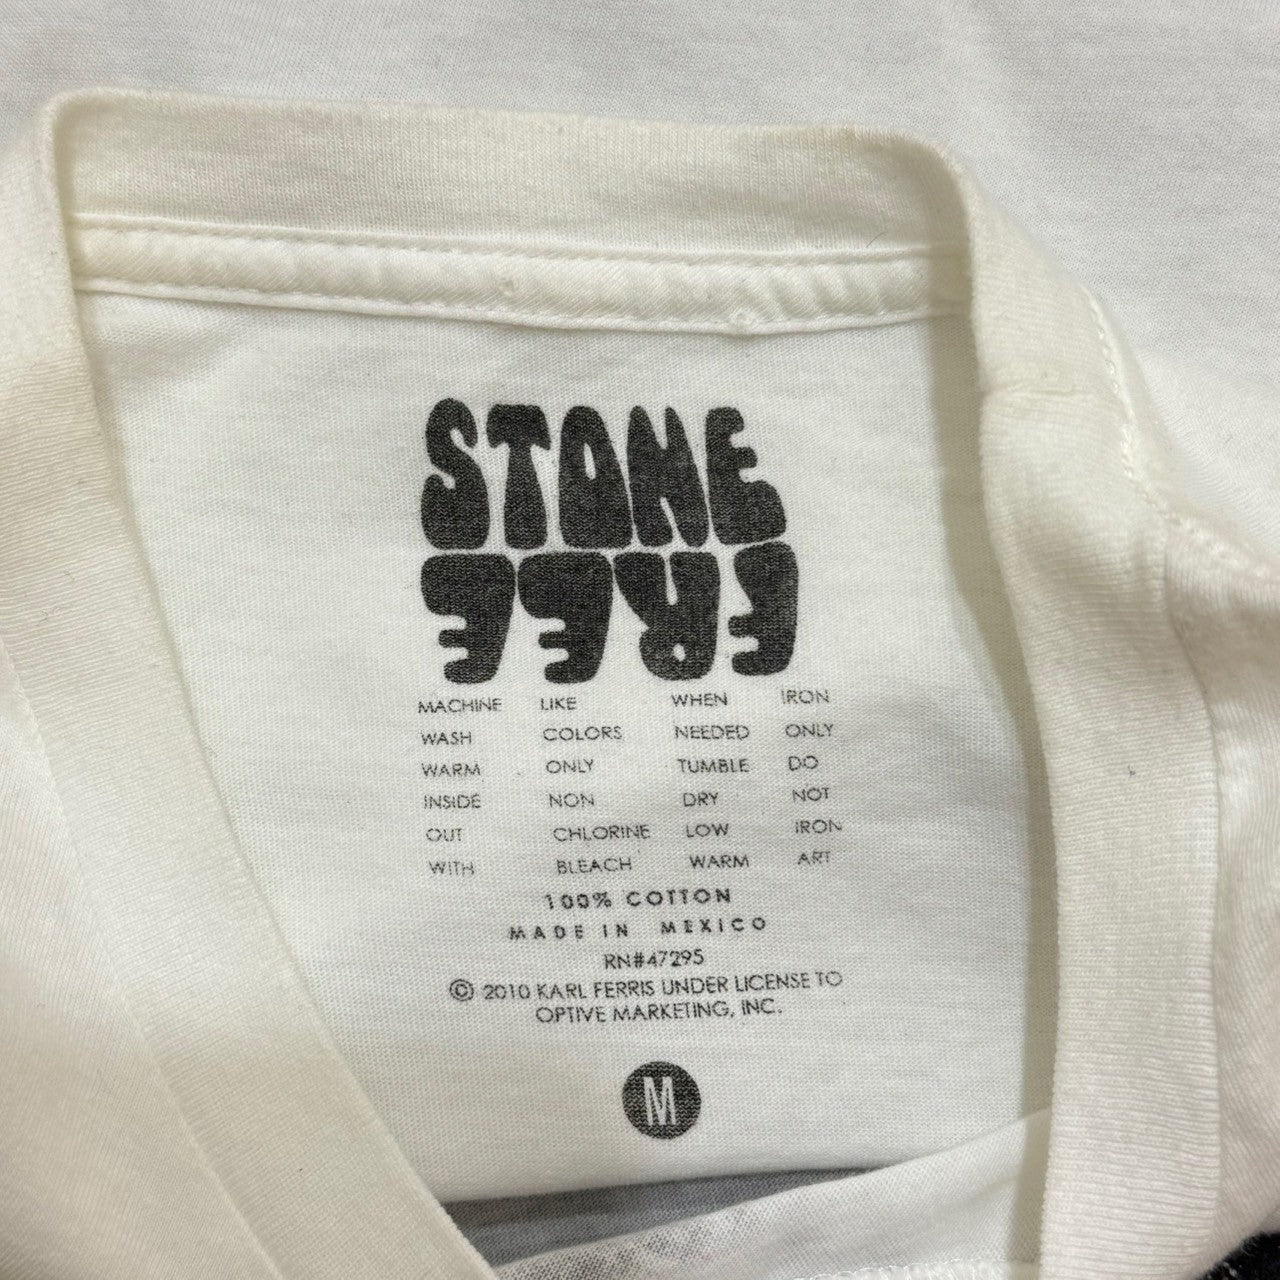 STONE
FREE
MACHINE LIKE WHEN IRON
WASH COLORS NEEDED ONLY
WARM ONLY TUMBLE DO
INSIDE NON DRY NOT
OUT CHLORINE LOW IRON
WITH BLEACH WARM ART
100% COTTON
MADE IN MEXICO
RN#47295
© 2010 KARL FERRIS UNDER LICENSE TO
OPTIVE MARKETING, INC.
M